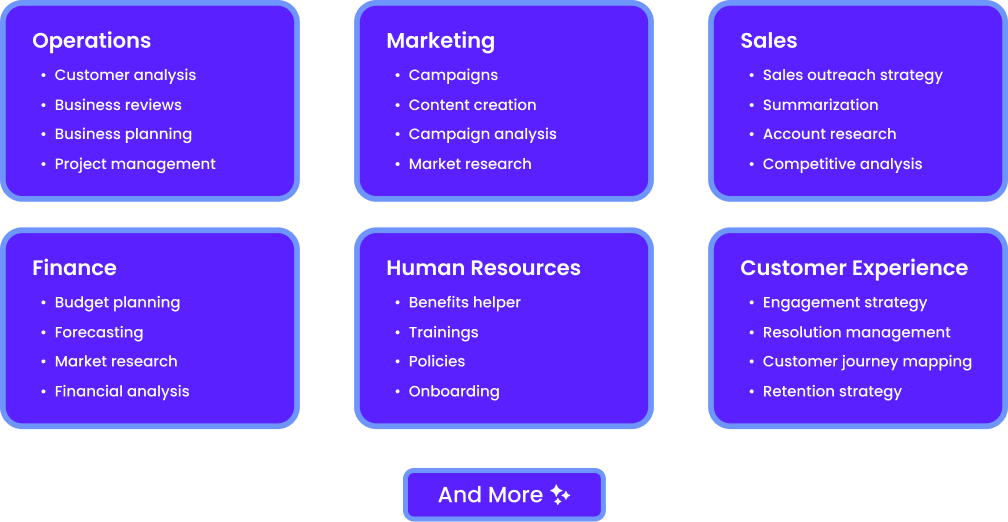 Operations
• Customer analysis
• Business reviews
• Business planning
• Project management
Marketing
• Campaigns
• Content creation
• Campaign analysis
• Market research
Sales
• Sales outreach strategy
• Summarization
• Account research
• Competitive analysis
Finance
• Budget planning
• Forecasting
• Market research
• Financial analysis
Human Resources
• Benefits helper
• Trainings
• Policies
• Onboarding
Customer Experience
• Engagement strategy
• Resolution management
• Customer journey mapping
• Retention strategy
And More